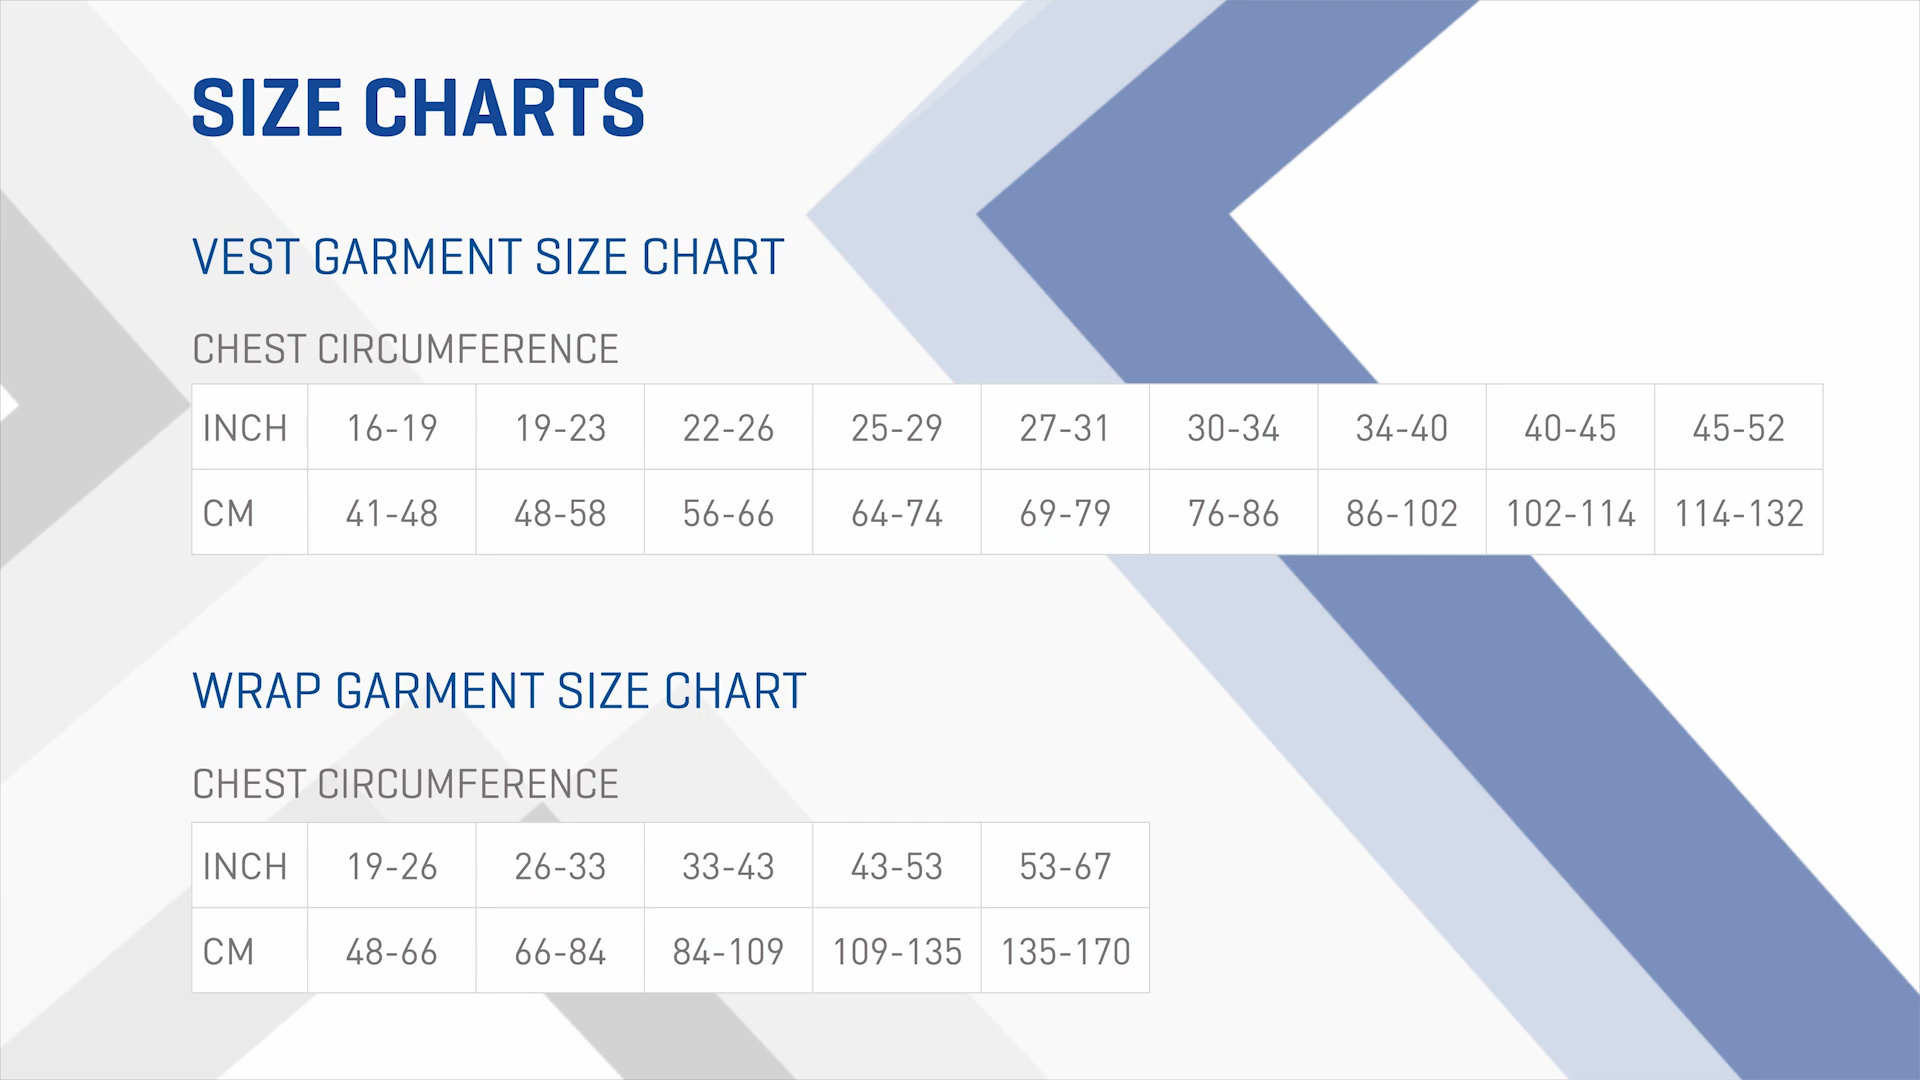 SIZE CHARTS
VEST GARMENT SIZE CHART
CHEST CIRCUMFERENCE
INCH 16-19 19-23 22-26 25-29 27-31 30-34 34-40 40-45 45-52
CM 41-48 48-58 56-66 64-74 69-79 76-86 86-102 102-114 114-132
WRAP GARMENT SIZE CHART
CHEST CIRCUMFERENCE
INCH 19-26 26-33 33-43 43-53 53-67
CM 48-66 66-84 84-109 109-135 135-170